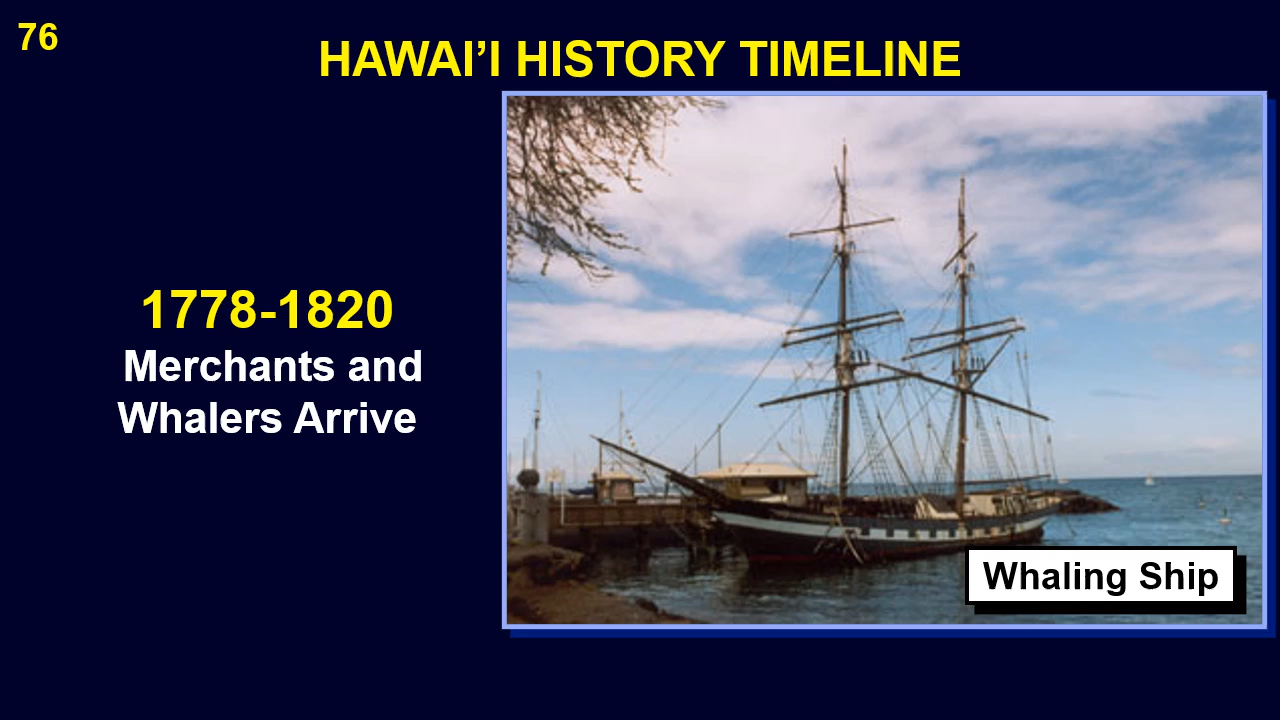 76
HAWAI’I HISTORY TIMELINE
1778-1820
Merchants and
Whalers Arrive
Whaling Ship